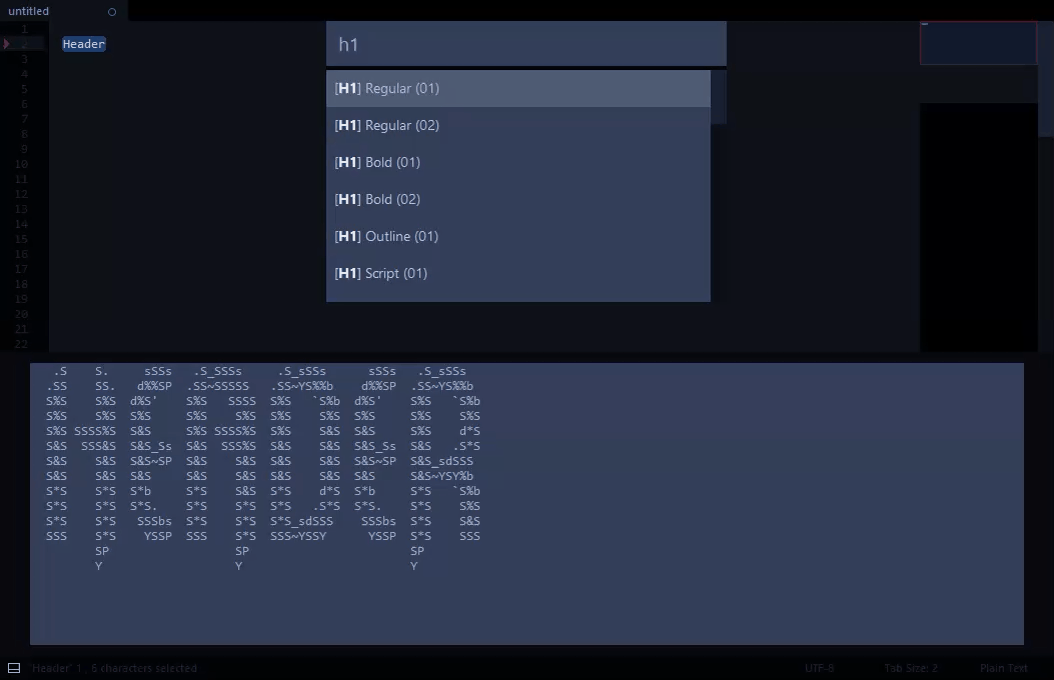 untitled
1
2
3
4
5
6
7
8
9
10
11
12
13
14
15
16
17
18
19
20
21
22
Header
h1
[H1] Regular (01)
[H1] Regular (02)
[H1] Bold (01)
[H1] Bold (02)
[H1] Outline (01)
[H1] Script (01)
 .S    S.     sSSs   .S_SSSs     .S_sSSs      sSSs   .S_sSSs
.SS    SS.   d%%SP  .SS~SSSSS   .SS~YS%%b    d%%SP  .SS~YS%%b
S%S    S%S  d%S'    S%S   SSSS  S%S   `S%b  d%S'    S%S   `S%b
S%S    S%S  S%S     S%S    S%S  S%S    S%S  S%S     S%S    S%S
S%S SSSS%S  S&S     S%S SSSS%S  S%S    S&S  S&S     S%S    d*S
S&S  SSS&S  S&S_Ss  S&S  SSS%S  S&S    S&S  S&S_Ss  S&S   .S*S
S&S    S&S  S&S~SP  S&S    S&S  S&S    S&S  S&S~SP  S&S_sdSSS
S&S    S&S  S&S     S&S    S&S  S&S    S&S  S&S     S&S~YSY%b
S*S    S*S  S*b     S*S    S&S  S*S    d*S  S*b     S*S   `S%b
S*S    S*S  S*S.    S*S    S*S  S*S   .S*S  S*S.    S*S    S%S
S*S    S*S   SSSbs  S*S    S*S  S*S_sdSSS    SSSbs  S*S    S&S
SSS    S*S    YSSP  SSS    S*S  SSS~YSSY      YSSP  S*S    SSS
       SP                  SP                       SP
       Y                   Y                        Y
"Header" 1, 6 characters selected
UTF-8
Tab Size: 2
Plain Text